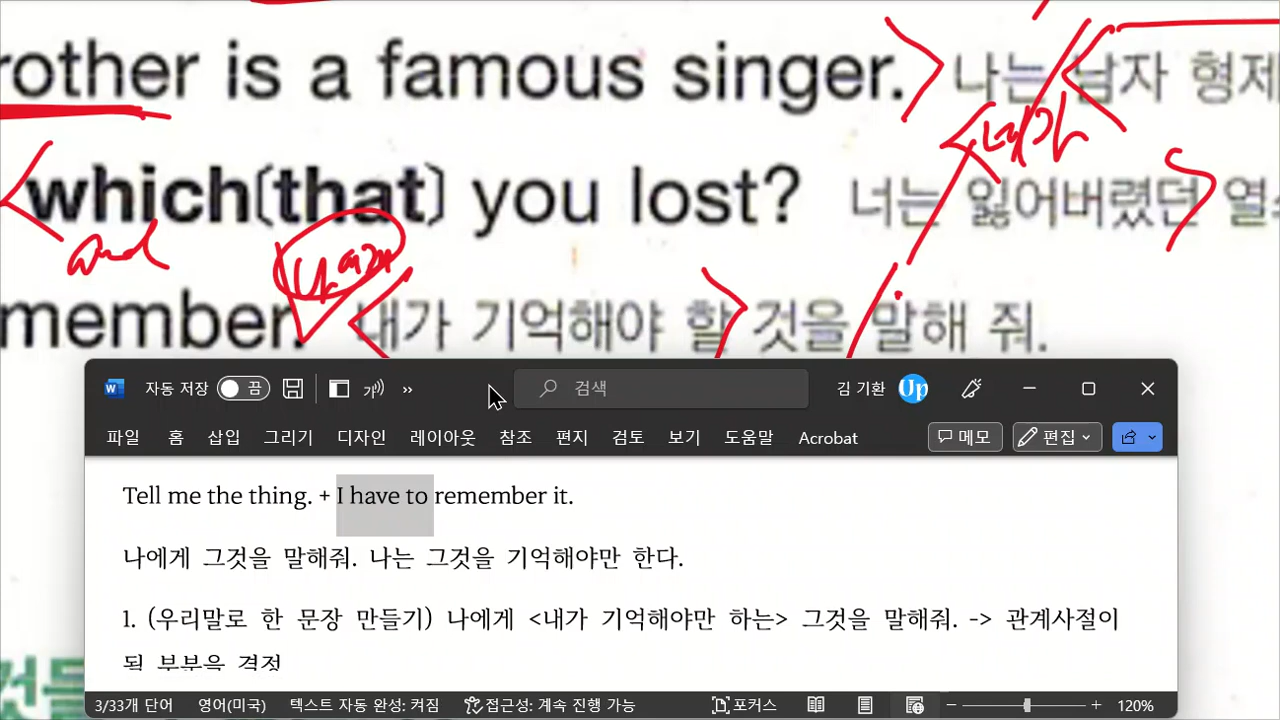 rother is a famous singer. 나는 남자 형제
네가
which(that) you lost? 너는 잃어버렸던 열
and
member. 내가 기억해야 할 것을 말해 줘.
자동 저장 끔 가 » 검색 김 기환 Up
파일 홈 삽입 그리기 디자인 레이아웃 참조 편지 검토 보기 도움말 Acrobat 메모 편집
Tell me the thing. + I have to remember it.
나에게 그것을 말해줘. 나는 그것을 기억해야만 한다.
1. (우리말로 한 문장 만들기) 나에게 <내가 기억해야만 하는> 그것을 말해줘. -> 관계사절이
될 부분을 결정
3/33개 단어 영어(미국) 텍스트 자동 완성: 켜짐 접근성: 계속 진행 가능 포커스 120%